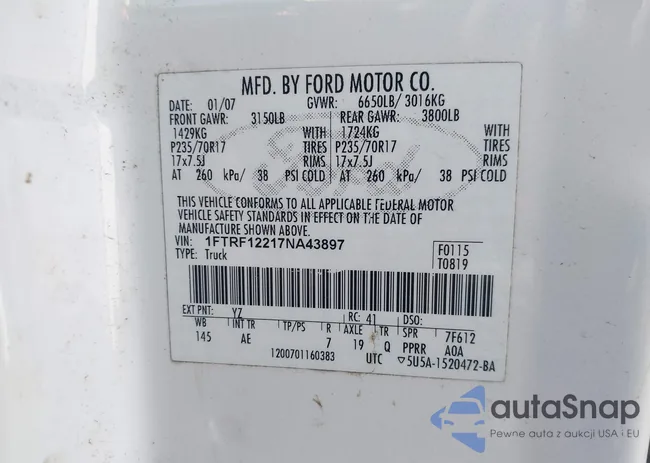 MFD. BY FORD MOTOR CO.
DATE: 01/07 GVWR: 6650LB/ 3016KG
FRONT GAWR: 3150LB REAR GAWR: 3800LB
1429KG WITH 1724KG WITH
P235/70R17 TIRES P235/70R17 TIRES
17x7.5J RIMS 17x7.5J RIMS
AT 260 kPa/ 38 PSI COLD AT 260 kPa/ 38 PSI COLD
Ford
THIS VEHICLE CONFORMS TO ALL APPLICABLE FEDERAL MOTOR
VEHICLE SAFETY STANDARDS IN EFFECT ON THE DATE OF
MANUFACTURE SHOWN ABOVE.
VIN: 1FTRF12217NA43897 F0115
TYPE: Truck T0819
EXT PNT: YZ RC: 41 DSO:
WB INT TR TP/PS R AXLE TR SPR 7F612
145 AE 7 19 Q PPRR A0A
1200701160383 UTC ▽5U5A-1520472-BA
autaSnap
Pewne auta z aukcji USA i EU